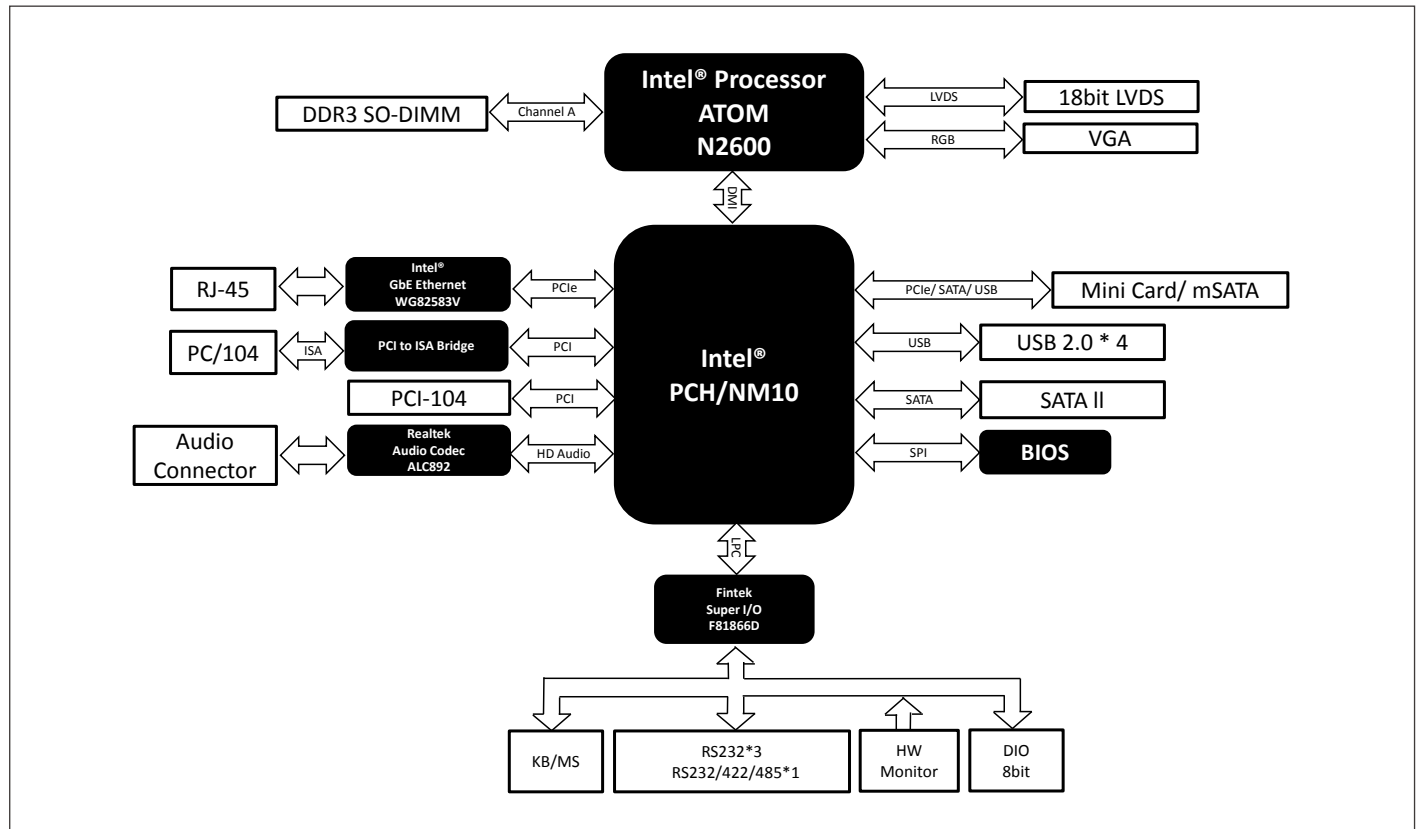 Intel® Processor
ATOM
N2600
DDR3 SO-DIMM
Channel A
LVDS
18bit LVDS
RGB
VGA
DMI
RJ-45
Intel®
GbE Ethernet
WG82583V
PCIe
PCIe/ SATA/ USB
Mini Card/ mSATA
PC/104
ISA
PCI to ISA Bridge
PCI
Intel®
PCH/NM10
USB
USB 2.0 * 4
PCI-104
PCI
SATA
SATA ll
Audio
Connector
Realtek
Audio Codec
ALC892
HD Audio
SPI
BIOS
LPC
Fintek
Super I/O
F81866D
KB/MS
RS232*3
RS232/422/485*1
HW
Monitor
DIO
8bit